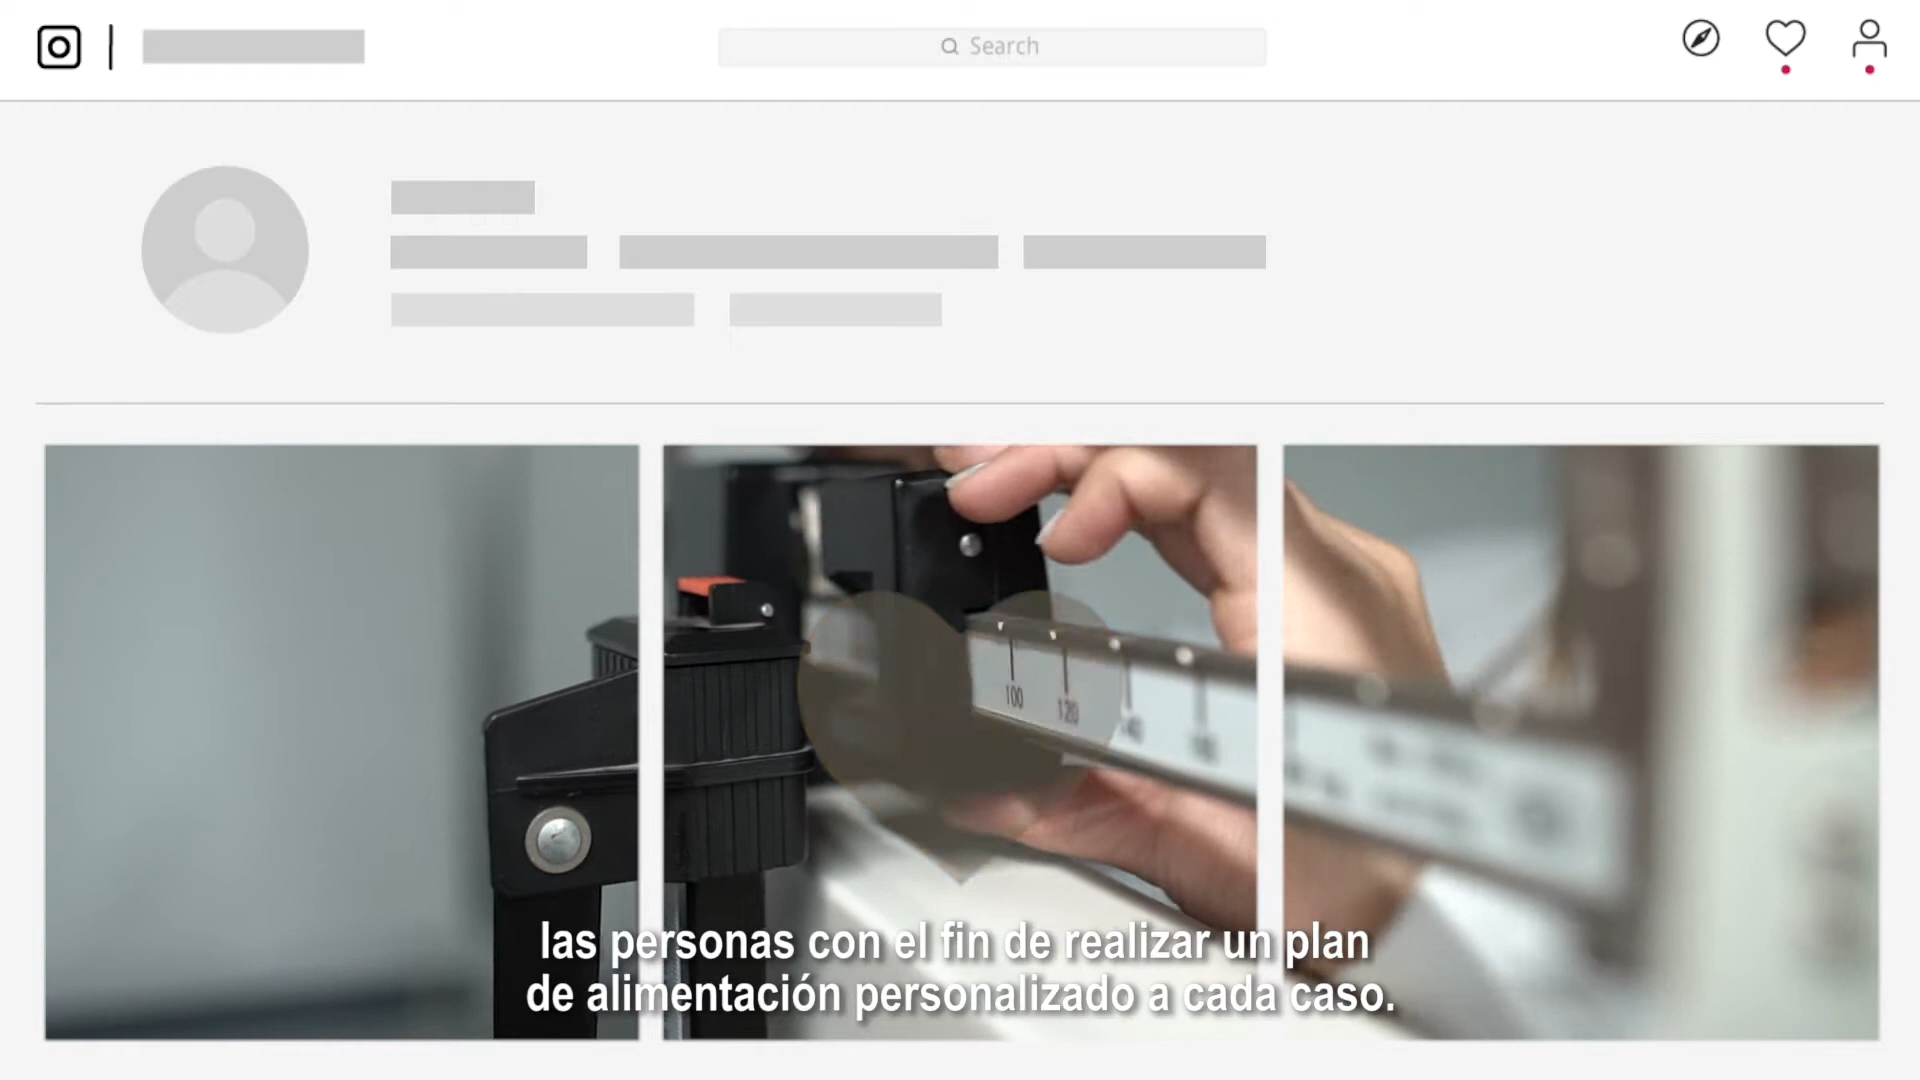 Search
100
120
las personas con el fin de realizar un plan
de alimentación personalizado a cada caso.